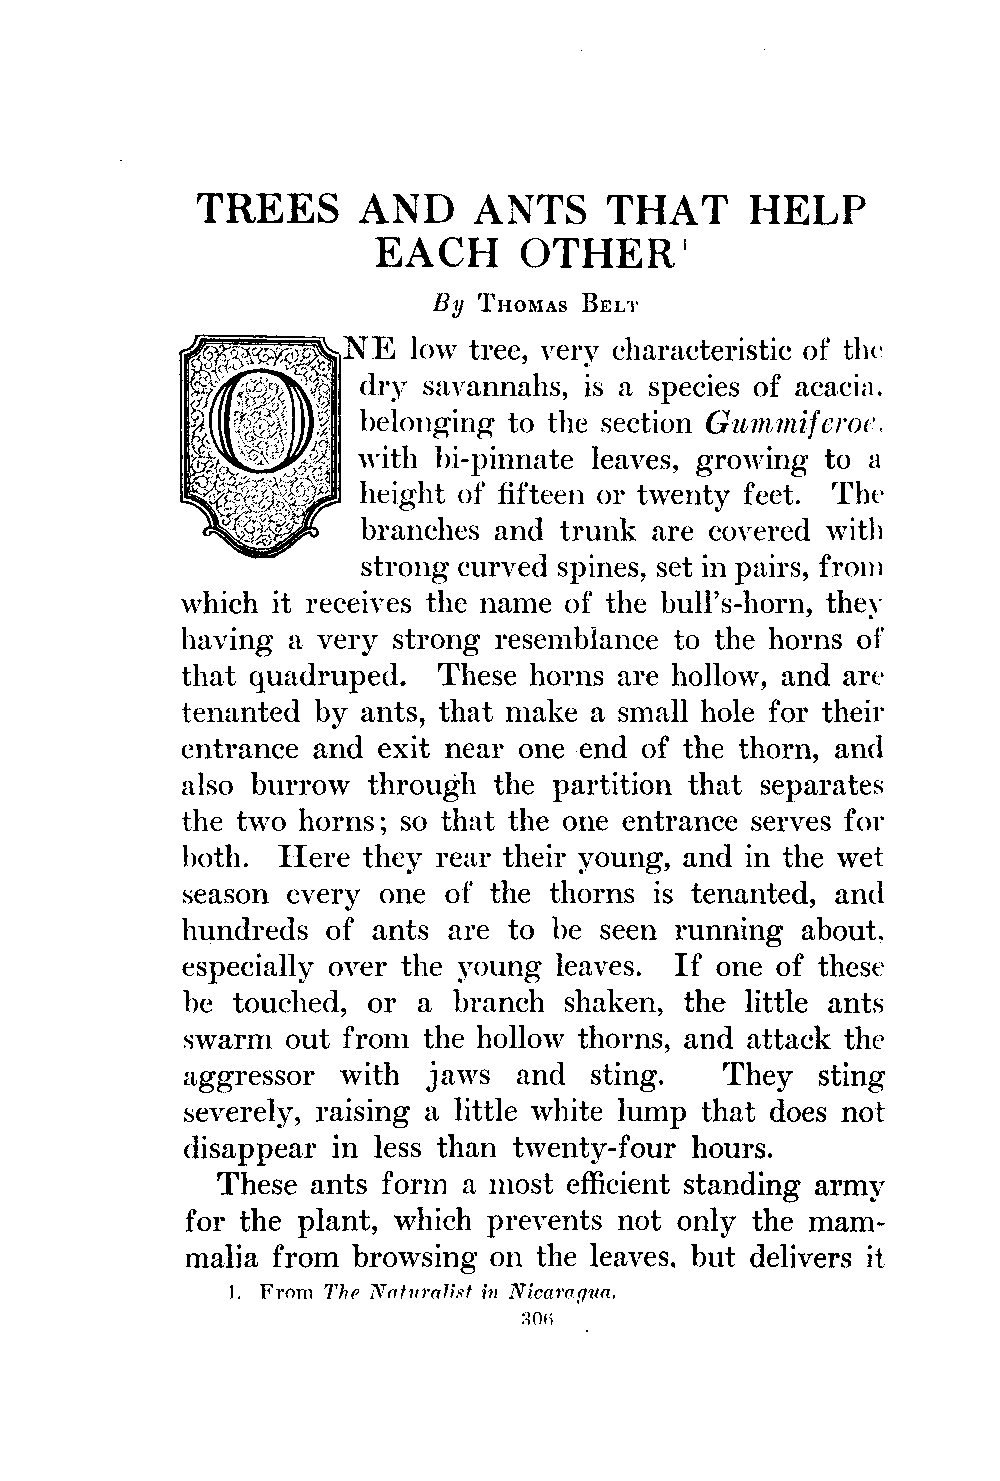 TREES AND ANTS THAT HELP
EACH OTHER¹
By THOMAS BELT
ONE low tree, very characteristic of the
dry savannahs, is a species of acacia,
belonging to the section Gummiferoe,
with bi-pinnate leaves, growing to a
height of fifteen or twenty feet. The
branches and trunk are covered with
strong curved spines, set in pairs, from
which it receives the name of the bull's-horn, they
having a very strong resemblance to the horns of
that quadruped. These horns are hollow, and are
tenanted by ants, that make a small hole for their
entrance and exit near one end of the thorn, and
also burrow through the partition that separates
the two horns; so that the one entrance serves for
both. Here they rear their young, and in the wet
season every one of the thorns is tenanted, and
hundreds of ants are to be seen running about,
especially over the young leaves. If one of these
be touched, or a branch shaken, the little ants
swarm out from the hollow thorns, and attack the
aggressor with jaws and sting. They sting
severely, raising a little white lump that does not
disappear in less than twenty-four hours.
These ants form a most efficient standing army
for the plant, which prevents not only the mam-
malia from browsing on the leaves, but delivers it
1. From The Naturalist in Nicaragua.
306